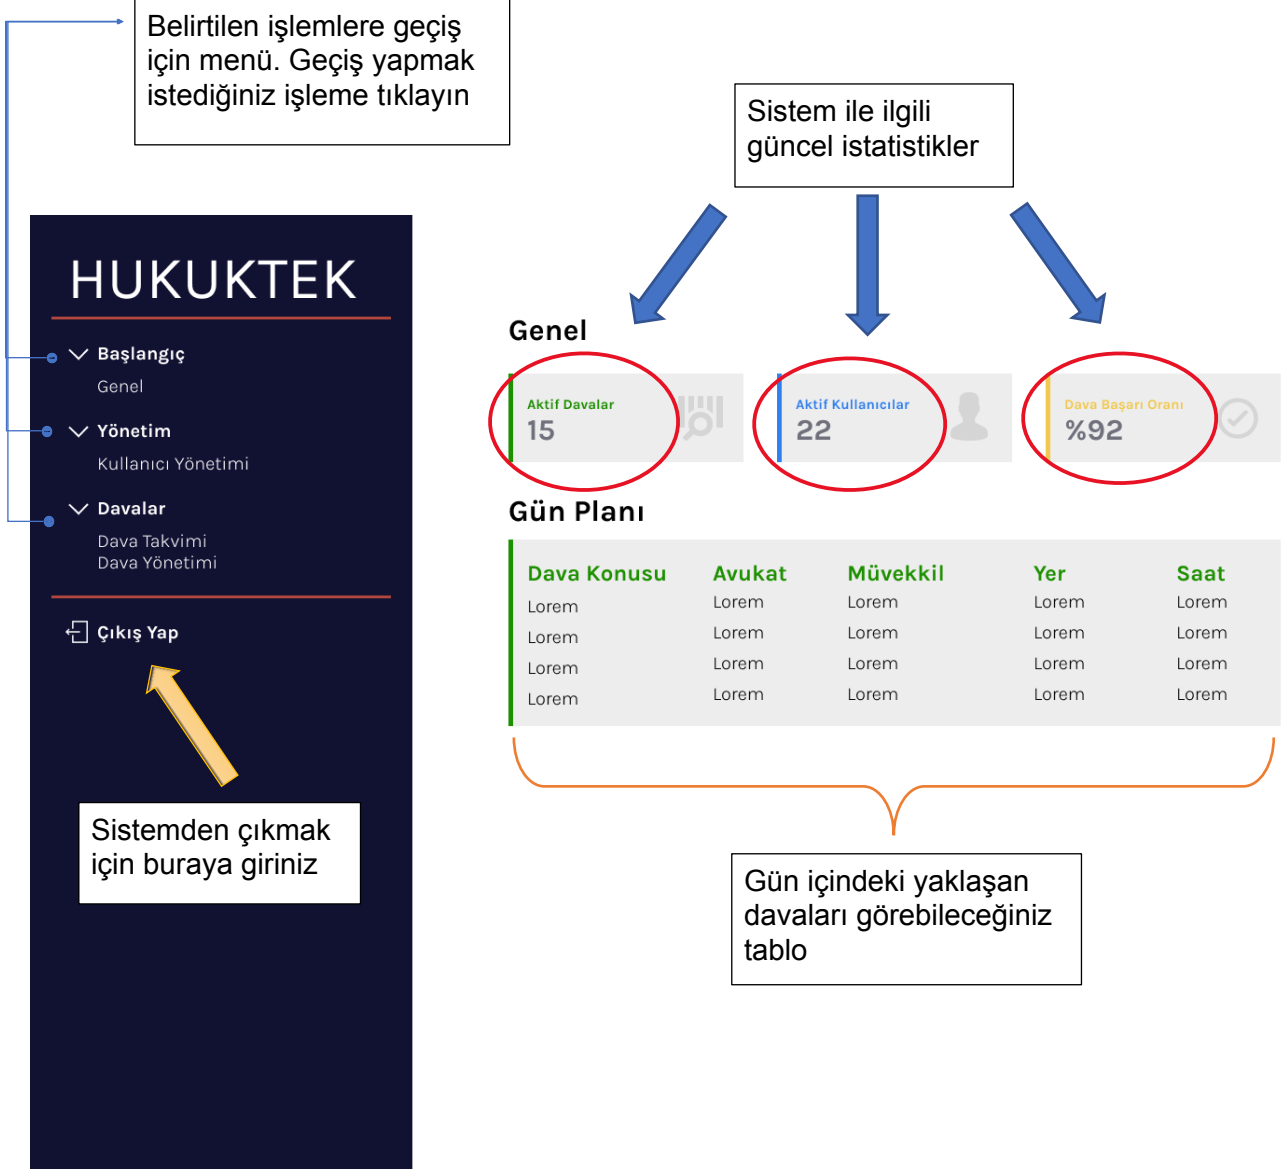 Belirtilen işlemlere geçiş
için menü. Geçiş yapmak
istediğiniz işleme tıklayın
Sistem ile ilgili
güncel istatistikler
HUKUKTEK
Başlangıç
Genel
Yönetim
Kullanıcı Yönetimi
Davalar
Dava Takvimi
Dava Yönetimi
Çıkış Yap
Sistemden çıkmak
için buraya giriniz
Genel
Aktif Davalar
15
Aktif Kullanıcılar
22
Dava Başarı Oranı
%92
Gün Planı
Dava Konusu Avukat Müvekkil Yer Saat
Lorem Lorem Lorem Lorem Lorem
Lorem Lorem Lorem Lorem Lorem
Lorem Lorem Lorem Lorem Lorem
Lorem Lorem Lorem Lorem Lorem
Gün içindeki yaklaşan
davaları görebileceğiniz
tablo